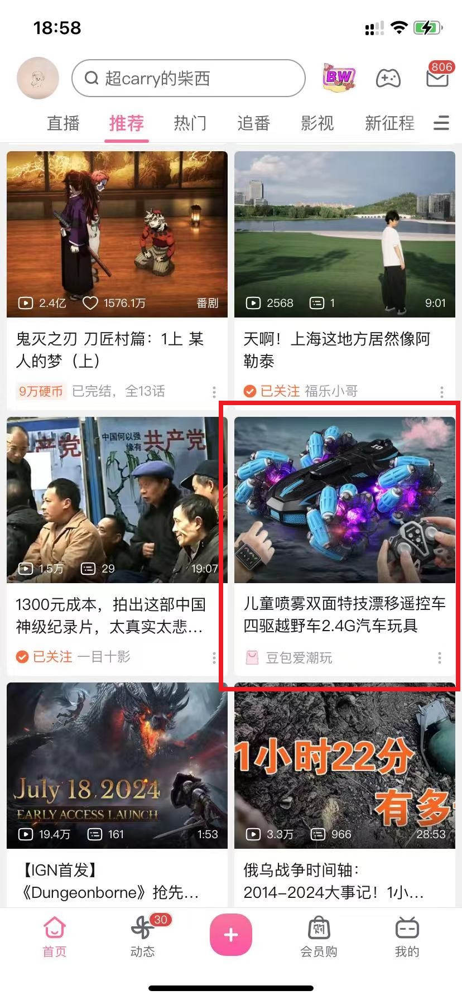 18:58
超carry的柴西
BW
806
直播 推荐 热门 追番 影视 新征程
2.4亿 1576.1万 番剧
鬼灭之刃 刀匠村篇：1上 某
人的梦（上）
9万硬币 已完结，全13话
2568 1 9:01
天啊！上海这地方居然像阿
勒泰
已关注 福乐小哥
中国何以强
缘有
共产党
产党
1.5万 29 19:07
1300元成本，拍出这部中国
神级纪录片，太真实太悲...
已关注 一目十影
儿童喷雾双面特技漂移遥控车
四驱越野车2.4G汽车玩具
豆包爱潮玩
July 18, 2024
EARLY ACCESS LAUNCH
19.4万 161 1:53
【IGN首发】
《Dungeonborne》抢先...
1小时22分
有多
3.3万 966 28:53
俄乌战争时间轴：
2014-2024大事记！1小...
30
首页 动态 会员购 我的